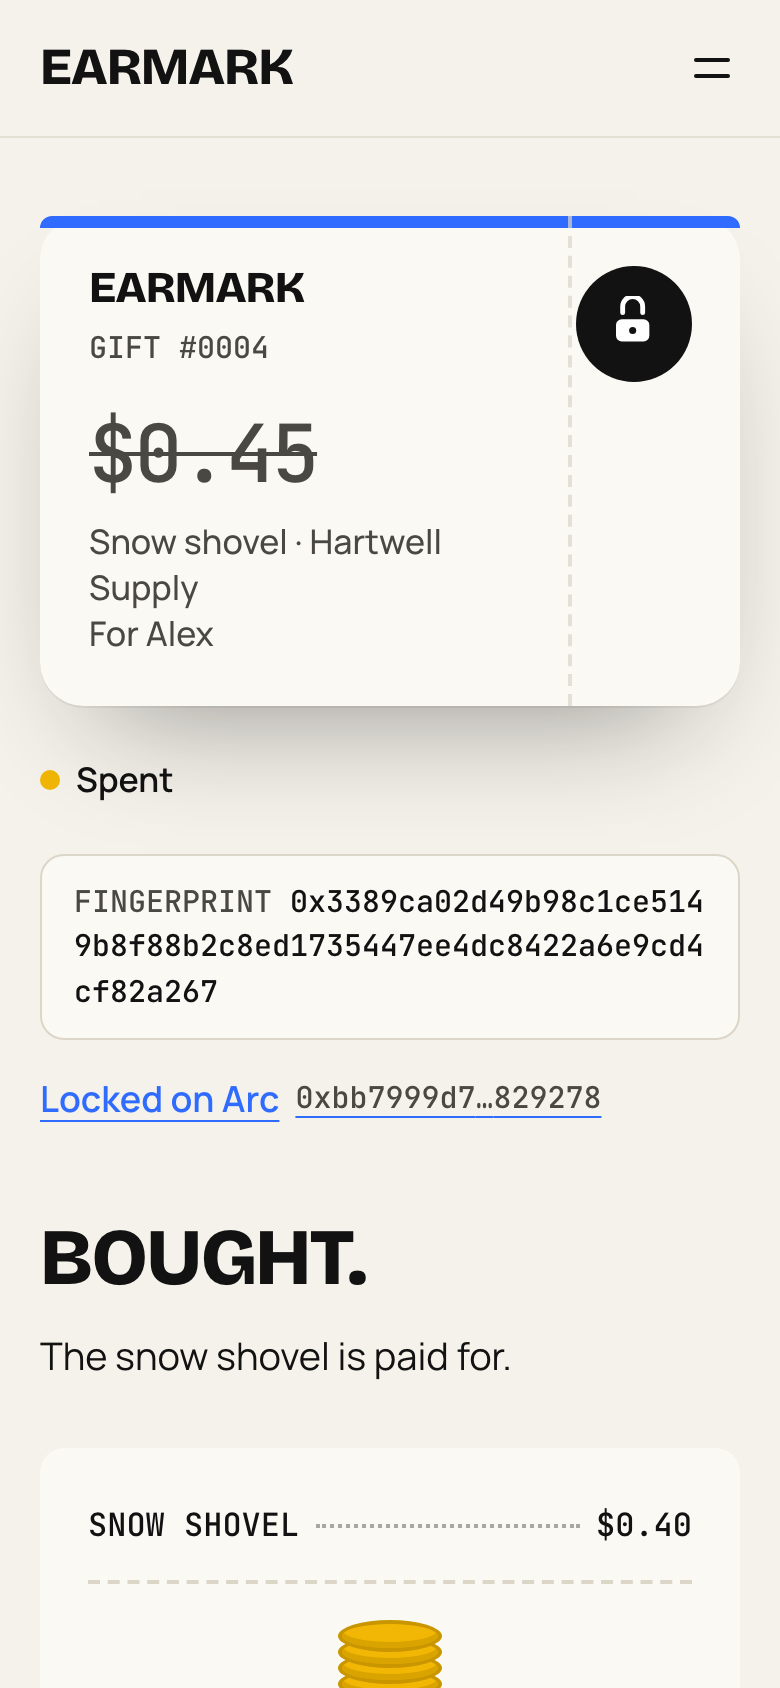 EARMARK
EARMARK
GIFT #0004
$0.45
Snow shovel · Hartwell
Supply
For Alex
Spent
FINGERPRINT 0x3389ca02d49b98c1ce514
9b8f88b2c8ed1735447ee4dc8422a6e9cd4
cf82a267
Locked on Arc 0xbb7999d7…829278
BOUGHT.
The snow shovel is paid for.
SNOW SHOVEL $0.40